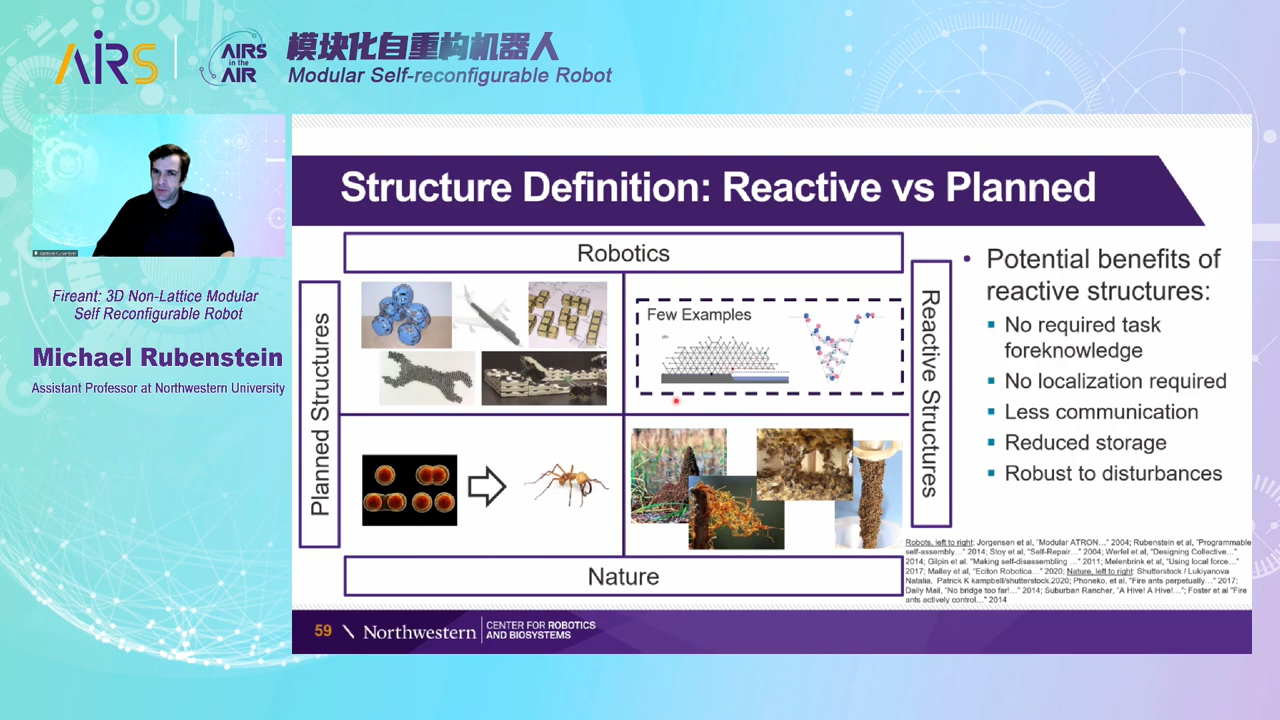 AIRS
AIRS
in the
AIR
模块化自重构机器人
Modular Self-reconfigurable Robot
Fireant: 3D Non-Lattice Modular
Self Reconfigurable Robot
Michael Rubenstein
Assistant Professor at Northwestern University
Structure Definition: Reactive vs Planned
Robotics
Planned Structures
Few Examples
Reactive Structures
Nature
• Potential benefits of
reactive structures:
▪ No required task
foreknowledge
▪ No localization required
▪ Less communication
▪ Reduced storage
▪ Robust to disturbances
Robots, left to right: Jorgensen et al, "Modular ATRON…" 2004; Rubenstein et al, "Programmable
self-assembly…" 2014; Stoy et al, "Self-Repair…" 2004; Werfel et al, "Designing Collective…"
2014; Gilpin et al. "Making self-disassembling …" 2011; Melenbrink et al, "Using local force…"
2017; Malley et al, "Eciton Robotica…" 2020; Nature, left to right: Shutterstock / Lukiyanova
Natalia, Patrick K kampbell/shutterstock.2020; Phoneko, et al, "Fire ants perpetually…" 2017;
Daily Mail, "No bridge too far!…" 2014; Suburban Rancher, "A Hive! A Hive!…"; Foster et al "Fire
ants actively control…" 2014
59
Northwestern
CENTER FOR ROBOTICS
AND BIOSYSTEMS